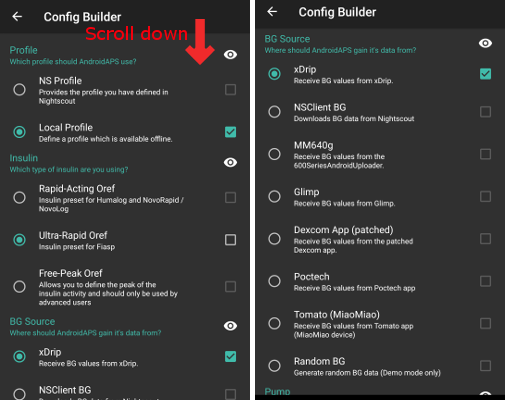 Config Builder
Scroll down
Profile
Which profile should AndroidAPS use?
NS Profile
Provides the profile you have defined in
Nightscout
Local Profile
Define a profile which is available offline.
Insulin
Which type of insulin are you using?
Rapid-Acting Oref
Insulin preset for Humalog and NovoRapid /
NovoLog
Ultra-Rapid Oref
Insulin preset for Fiasp
Free-Peak Oref
Allows you to define the peak of the
insulin activity and should only be used by
advanced users
BG Source
Where should AndroidAPS gain it's data from?
xDrip
Receive BG values from xDrip.
NSClient BG
Config Builder
BG Source
Where should AndroidAPS gain it's data from?
xDrip
Receive BG values from xDrip.
NSClient BG
Downloads BG data from Nightscout
MM640g
Receive BG values from the
600SeriesAndroidUploader.
Glimp
Receive BG values from Glimp.
Dexcom App (patched)
Receive BG values from the patched
Dexcom app.
Poctech
Receive BG values from Poctech app
Tomato (MiaoMiao)
Receive BG values from Tomato app
(MiaoMiao device)
Random BG
Generate random BG data (Demo mode only)
Pump